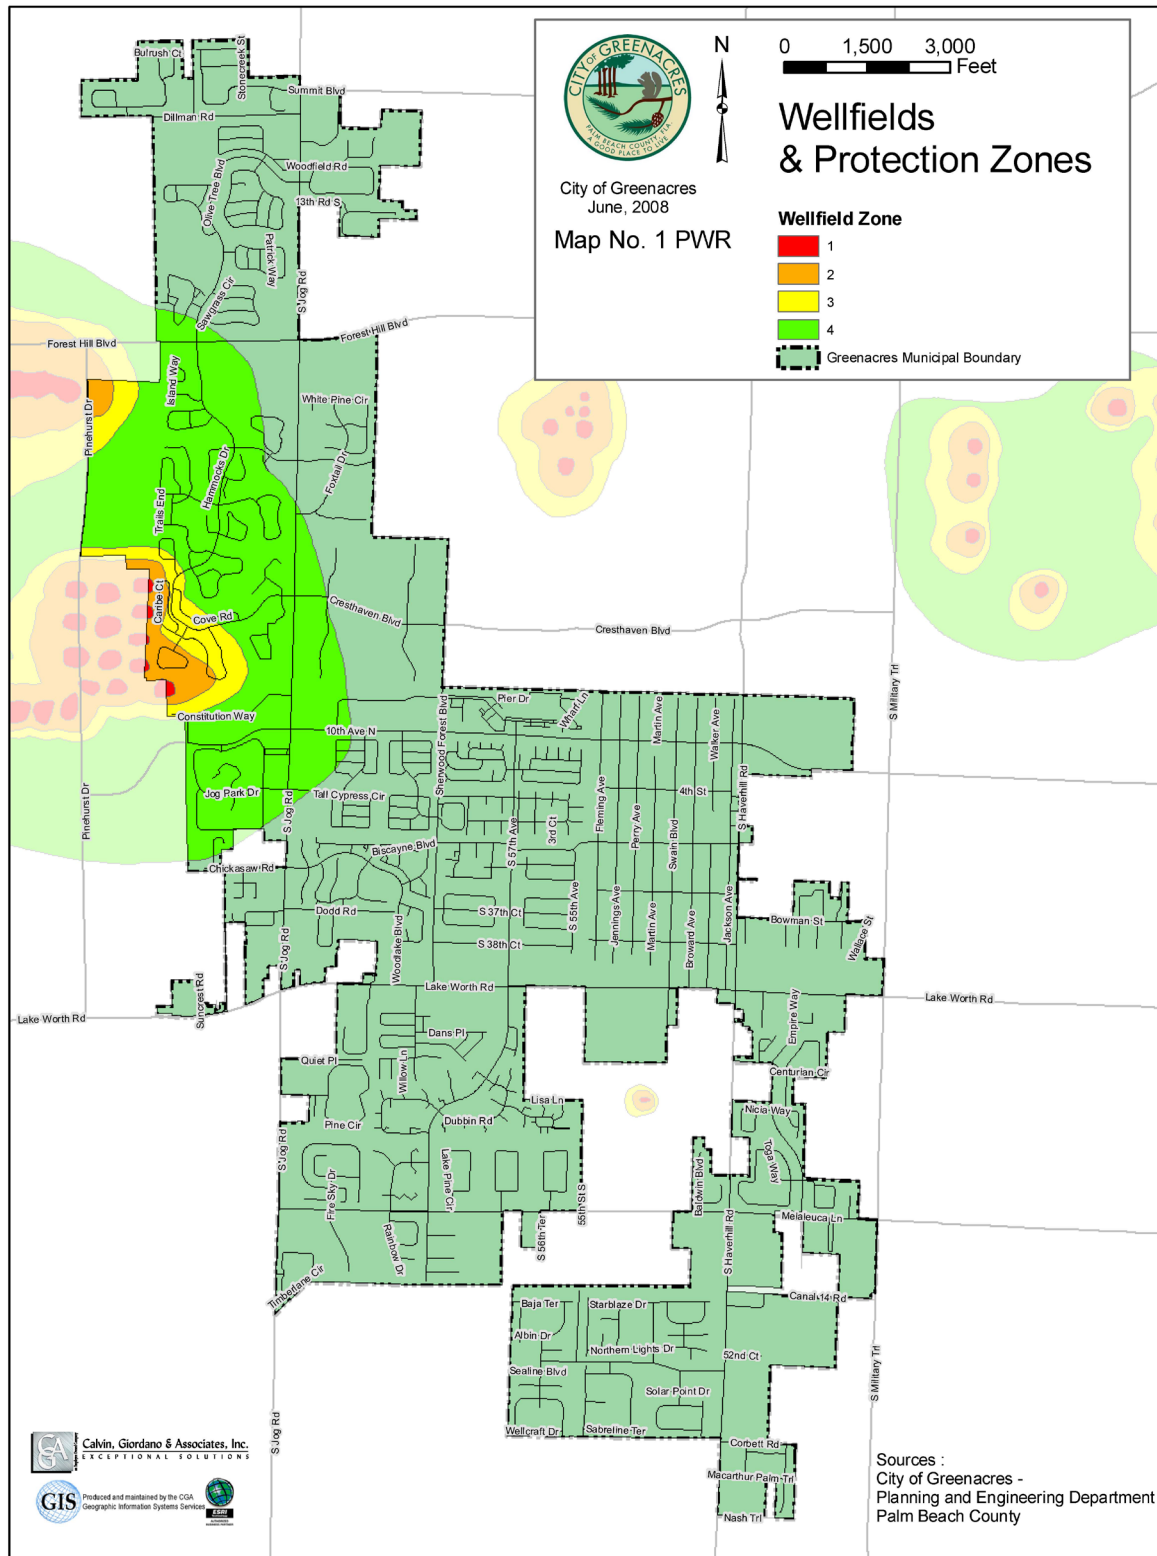 CITY OF GREENACRES
PALM BEACH COUNTY, FLA.
A GOOD PLACE TO LIVE
City of Greenacres
June, 2008
Map No. 1 PWR
N
0 1,500 3,000
Feet
Wellfields
& Protection Zones
Wellfield Zone
1
2
3
4
Greenacres Municipal Boundary
Bulrush Ct
Stonecreek St
Summit Blvd
Dillman Rd
Woodfield Rd
Olive Tree Blvd
13th Rd S
Patrick Way
S Jog Rd
Sawgrass Cir
Forest Hill Blvd
Forest Hill Blvd
Island Way
White Pine Cir
Pinehurst Dr
Hammocks Dr
Foxtail Dr
Trails End
Caribe Ct
Cove Rd
Cresthaven Blvd
Cresthaven Blvd
S Military Trl
Constitution Way
Pier Dr
Wharf Ln
Martin Ave
Walker Ave
10th Ave N
Sherwood Forest Blvd
S Haverhill Rd
Jog Park Dr
Tall Cypress Cir
S Jog Rd
4th St
Fleming Ave
Pinehurst Dr
Perry Ave
3rd Ct
Swain Blvd
S 57th Ave
Biscayne Blvd
Chickasaw Rd
S 55th Ave
Jennings Ave
Martin Ave
Broward Ave
Jackson Ave
Dodd Rd
S 37th Ct
Bowman St
Wallace St
S Jog Rd
Woodlake Blvd
S 38th Ct
Lake Worth Rd
Lake Worth Rd
Suncrest Rd
Lake Worth Rd
Empire Way
Dans Pl
Quiet Pl
Willow Ln
Centurian Cir
Lisa Ln
Nicia Way
Pine Cir
Dubbin Rd
S Jog Rd
Toga Way
Fire Sky Dr
Lake Pine Cir
Baldwin Blvd
55th St S
S 56th Ter
Melaleuca Ln
Rainbow Dr
S Haverhill Rd
Timberlane Cir
Canal 14 Rd
Baja Ter
Starblaze Dr
Albin Dr
Northern Lights Dr
52nd Ct
Sealine Blvd
S Military Trl
Solar Point Dr
S Jog Rd
Wellcraft Dr
Sabreline Ter
Corbett Rd
Macarthur Palm Trl
Nash Trl
CGA
Calvin, Giordano & Associates, Inc.
EXCEPTIONAL SOLUTIONS
GIS
Produced and maintained by the CGA
Geographic Information Systems Services
ESRI
Sources :
City of Greenacres -
Planning and Engineering Department
Palm Beach County